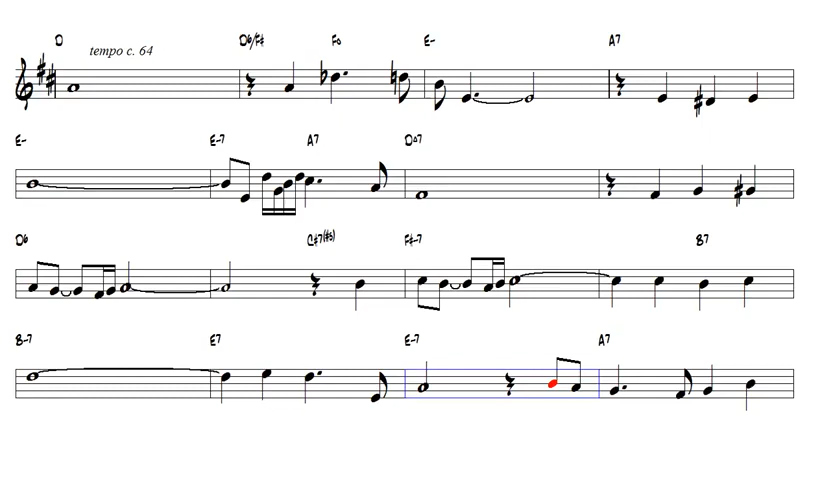 D D6/F# Fo E- A7
tempo c. 64
E- E-7 A7 D△7
D6 C#7(#5) F#-7 B7
B-7 E7 E-7 A7